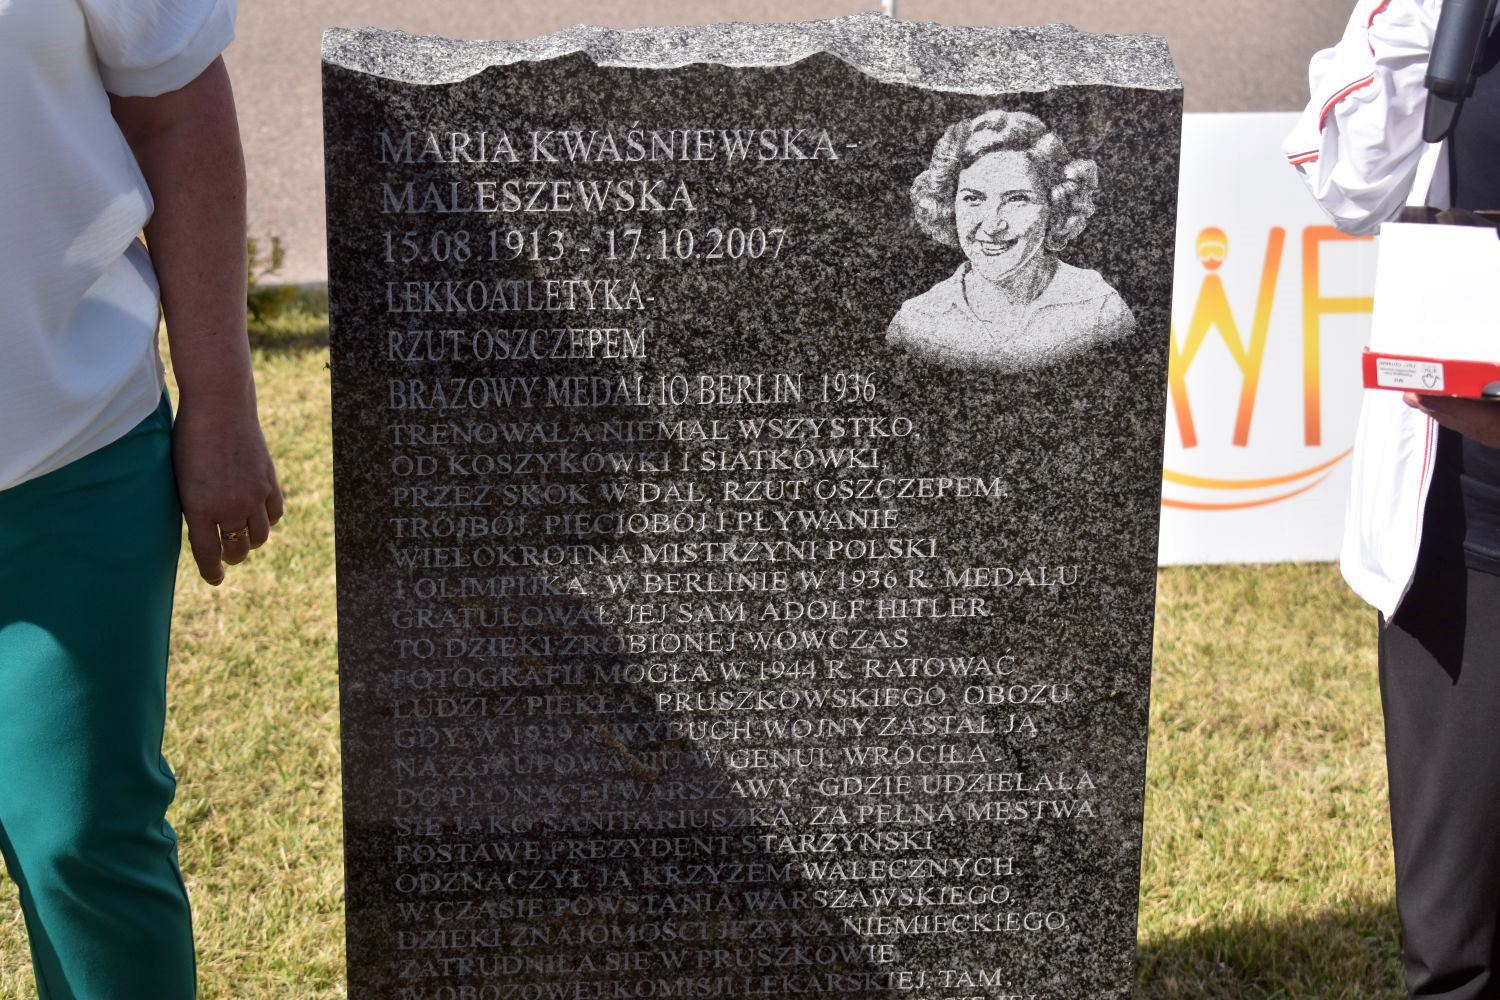 MARIA KWAŚNIEWSKA-
MALESZEWSKA
15.08.1913 - 17.10.2007
LEKKOATLETYKA-
RZUT OSZCZEPEM
BRĄZOWY MEDAL IO BERLIN 1936
TRENOWAŁA NIEMAL WSZYSTKO,
OD KOSZYKÓWKI I SIATKÓWKI,
PRZEZ SKOK W DAL, RZUT OSZCZEPEM,
TRÓJBÓJ, PIĘCIOBÓJ I PŁYWANIE
WIELOKROTNA MISTRZYNI POLSKI
I OLIMPIJKA. W BERLINIE W 1936 R. MEDALU
GRATULOWAŁ JEJ SAM ADOLF HITLER.
TO DZIĘKI ZROBIONEJ WÓWCZAS
FOTOGRAFII MOGŁA W 1944 R. RATOWAĆ
LUDZI Z PIEKŁA PRUSZKOWSKIEGO OBOZU.
GDY W 1939 R. WYBUCH WOJNY ZASTAŁ JĄ
NA ZGRUPOWANIU W GENUI, WRÓCIŁA
DO PŁONĄCEJ WARSZAWY, GDZIE UDZIELAŁA
SIĘ JAKO SANITARIUSZKA. ZA PEŁNĄ MĘSTWA
POSTAWĘ PREZYDENT STARZYŃSKI
ODZNACZYŁ JĄ KRZYŻEM WALECZNYCH.
W CZASIE POWSTANIA WARSZAWSKIEGO,
DZIĘKI ZNAJOMOŚCI JĘZYKA NIEMIECKIEGO,
ZATRUDNIŁA SIĘ W PRUSZKOWIE
W OBOZOWEJ KOMISJI LEKARSKIEJ. TAM,
WF